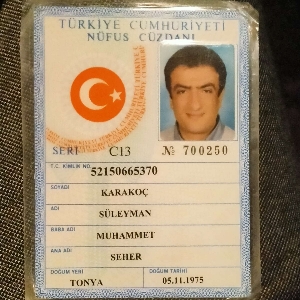 TÜRKİYE CUMHURİYETİ
NÜFUS CÜZDANI
SERİ C13 № 700250
T.C. KİMLİK NO. 52150665370
SOYADI
KARAKOÇ
ADI
SÜLEYMAN
BABA ADI
MUHAMMET
ANA ADI
SEHER
DOĞUM YERİ DOĞUM TARİHİ
TONYA 05.11.1975